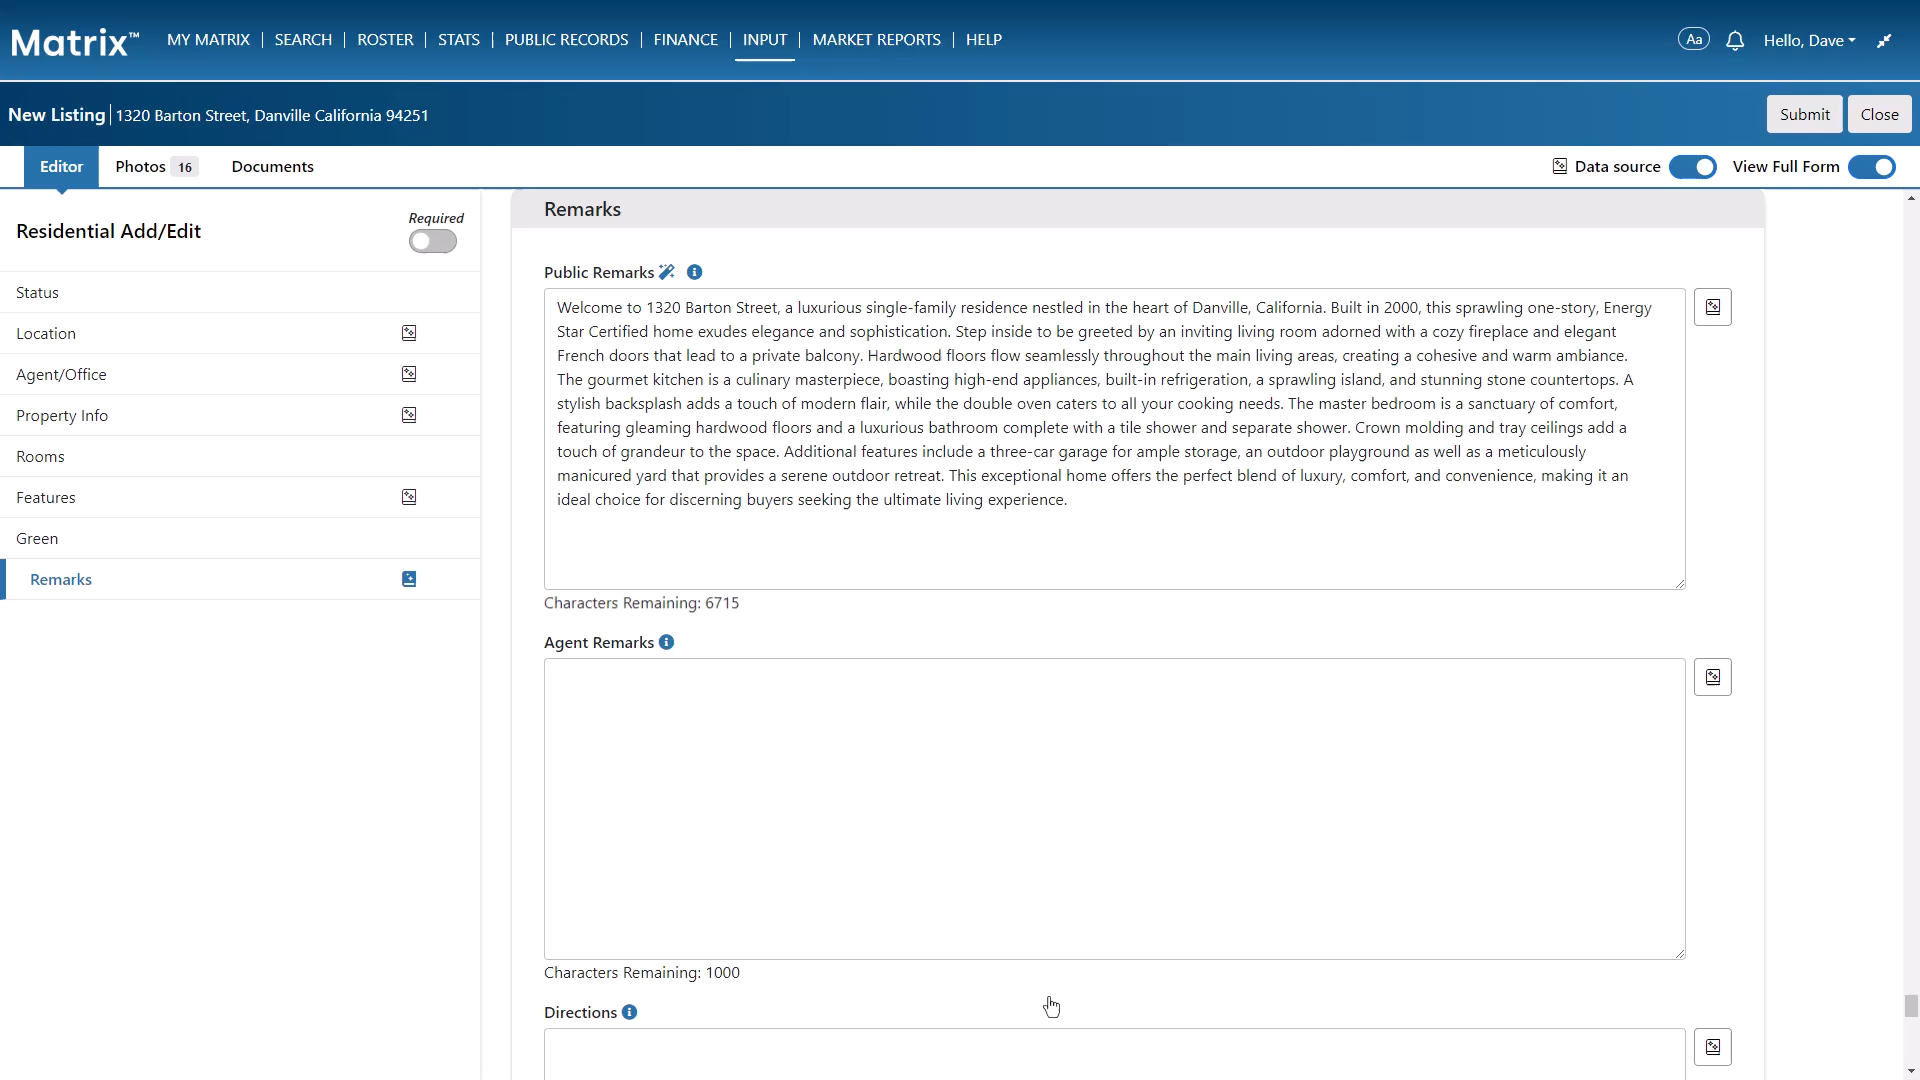 Matrix™ MY MATRIX SEARCH ROSTER STATS PUBLIC RECORDS FINANCE INPUT MARKET REPORTS HELP Aa Hello, Dave
New Listing 1320 Barton Street, Danville California 94251 Submit Close
Editor Photos 16 Documents Data source View Full Form
Residential Add/Edit
Required
Status
Location
Agent/Office
Property Info
Rooms
Features
Green
Remarks
Remarks
Public Remarks
Welcome to 1320 Barton Street, a luxurious single-family residence nestled in the heart of Danville, California. Built in 2000, this sprawling one-story, Energy
Star Certified home exudes elegance and sophistication. Step inside to be greeted by an inviting living room adorned with a cozy fireplace and elegant
French doors that lead to a private balcony. Hardwood floors flow seamlessly throughout the main living areas, creating a cohesive and warm ambiance.
The gourmet kitchen is a culinary masterpiece, boasting high-end appliances, built-in refrigeration, a sprawling island, and stunning stone countertops. A
stylish backsplash adds a touch of modern flair, while the double oven caters to all your cooking needs. The master bedroom is a sanctuary of comfort,
featuring gleaming hardwood floors and a luxurious bathroom complete with a tile shower and separate shower. Crown molding and tray ceilings add a
touch of grandeur to the space. Additional features include a three-car garage for ample storage, an outdoor playground as well as a meticulously
manicured yard that provides a serene outdoor retreat. This exceptional home offers the perfect blend of luxury, comfort, and convenience, making it an
ideal choice for discerning buyers seeking the ultimate living experience.
Characters Remaining: 6715
Agent Remarks
Characters Remaining: 1000
Directions